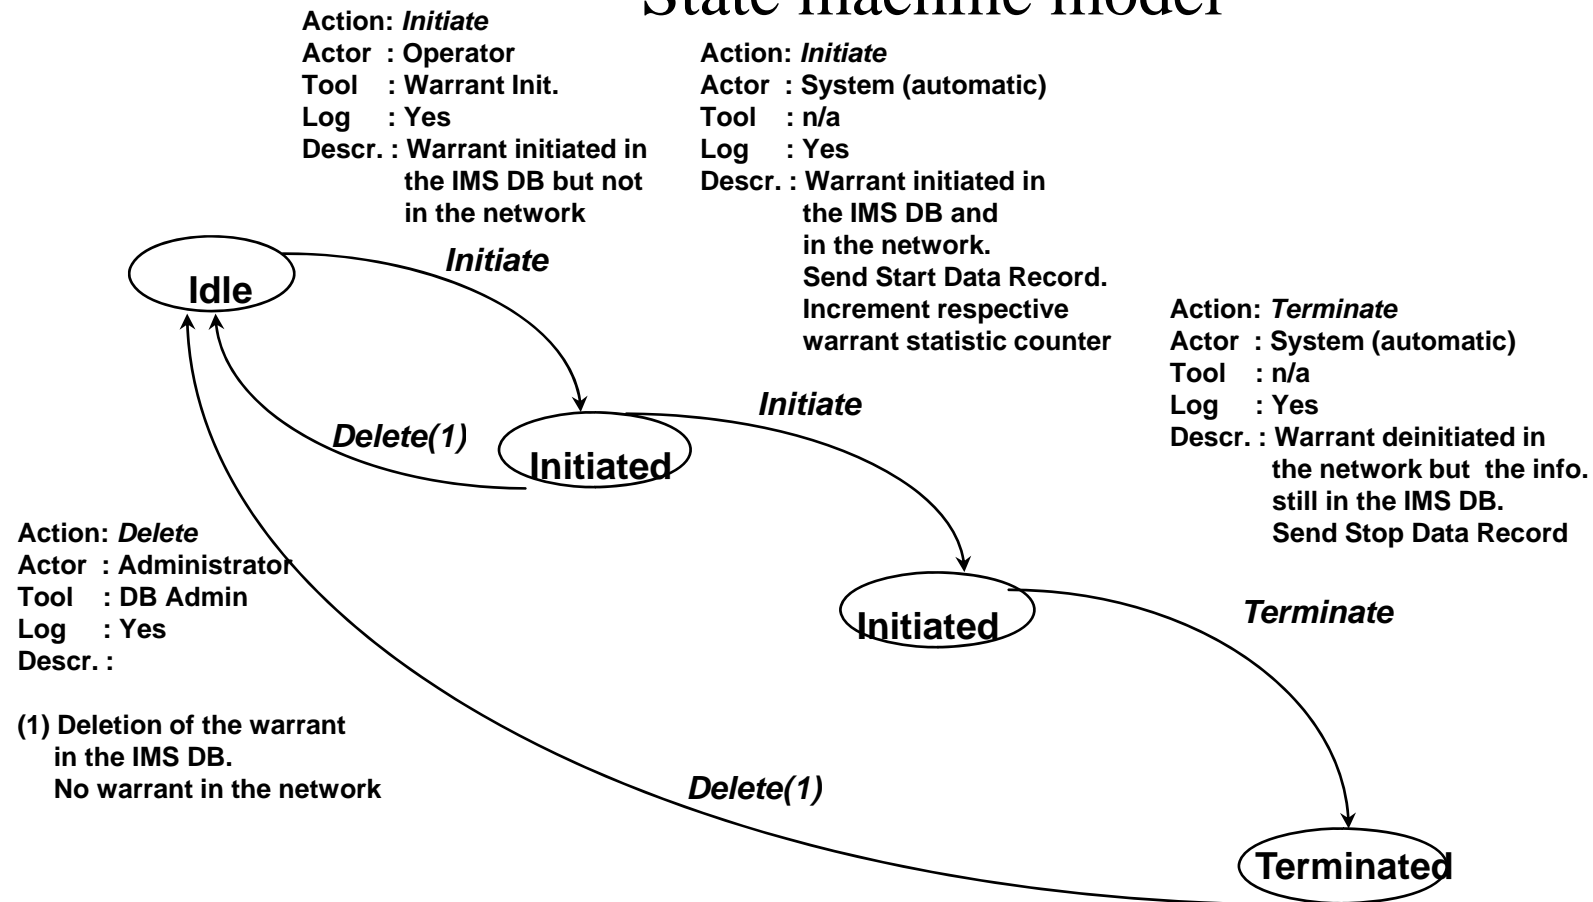 State machine model
Action: Initiate
Actor : Operator
Tool : Warrant Init.
Log : Yes
Descr. : Warrant initiated in
the IMS DB but not
in the network
Action: Initiate
Actor : System (automatic)
Tool : n/a
Log : Yes
Descr. : Warrant initiated in
the IMS DB and
in the network.
Send Start Data Record.
Increment respective
warrant statistic counter
Action: Terminate
Actor : System (automatic)
Tool : n/a
Log : Yes
Descr. : Warrant deinitiated in
the network but the info.
still in the IMS DB.
Send Stop Data Record
Idle
Initiate
Delete(1)
Initiated
Initiate
Initiated
Terminate
Action: Delete
Actor : Administrator
Tool : DB Admin
Log : Yes
Descr. :
(1) Deletion of the warrant
in the IMS DB.
No warrant in the network
Delete(1)
Terminated